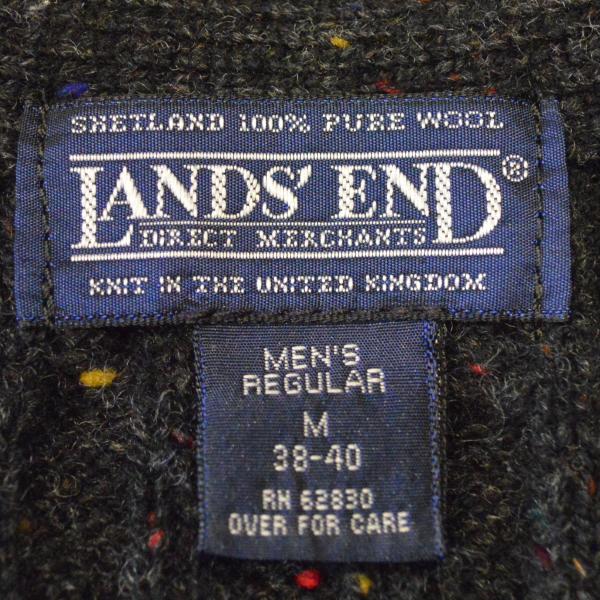 SHETLAND 100% PURE WOOL
LANDS' END®
DIRECT MERCHANTS
KNIT IN THE UNITED KINGDOM
MEN'S
REGULAR
M
38-40
RN 62830
OVER FOR CARE